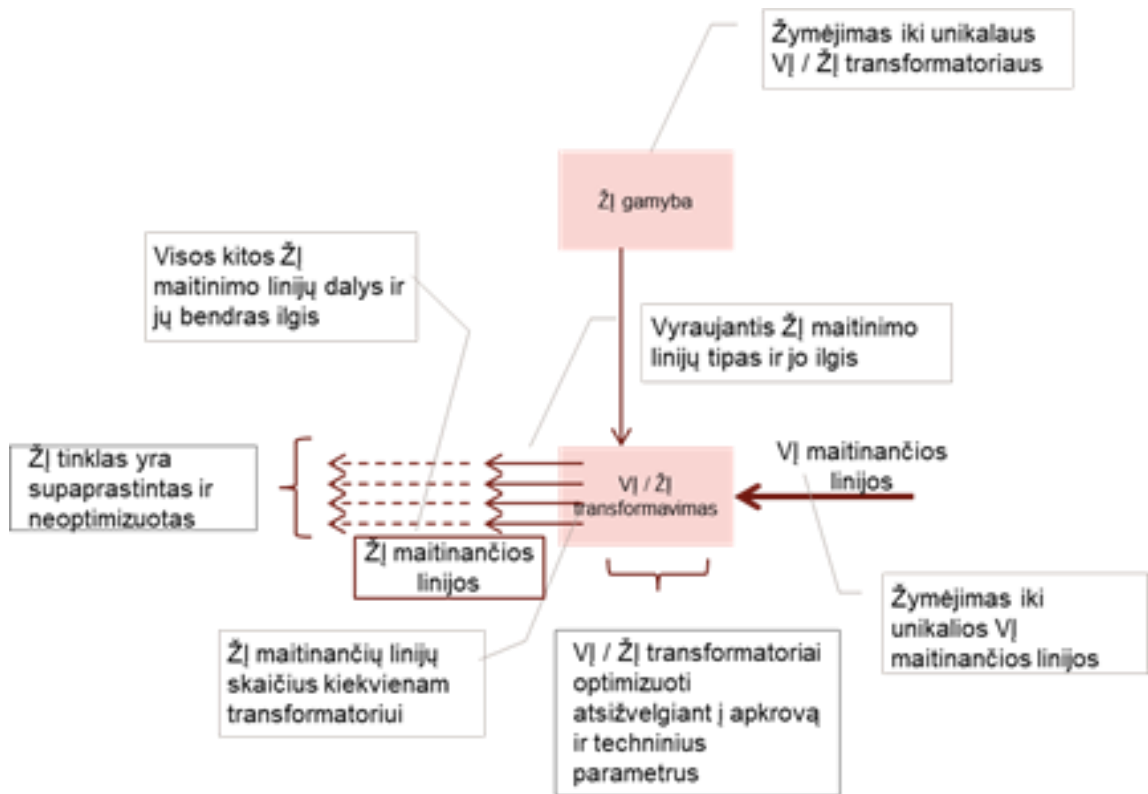 Žymėjimas iki unikalaus
VĮ / ŽĮ transformatoriaus
ŽĮ gamyba
Visos kitos ŽĮ
maitinimo linijų dalys ir
jų bendras ilgis
Vyraujantis ŽĮ maitinimo
linijų tipas ir jo ilgis
ŽĮ tinklas yra
supaprastintas ir
neoptimizuotas
VĮ / ŽĮ
transformavimas
VĮ maitinančios
linijos
ŽĮ maitinančios
linijos
Žymėjimas iki
unikalios VĮ
maitinančios linijos
ŽĮ maitinančių linijų
skaičius kiekvienam
transformatoriui
VĮ / ŽĮ transformatoriai
optimizuoti
atsižvelgiant į apkrovą
ir techninius
parametrus